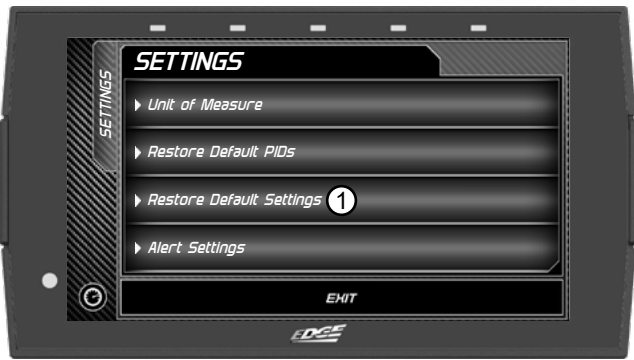 SETTINGS
SETTINGS
Unit of Measure
Restore Default PIDs
Restore Default Settings 1
Alert Settings
EXIT
EDGE